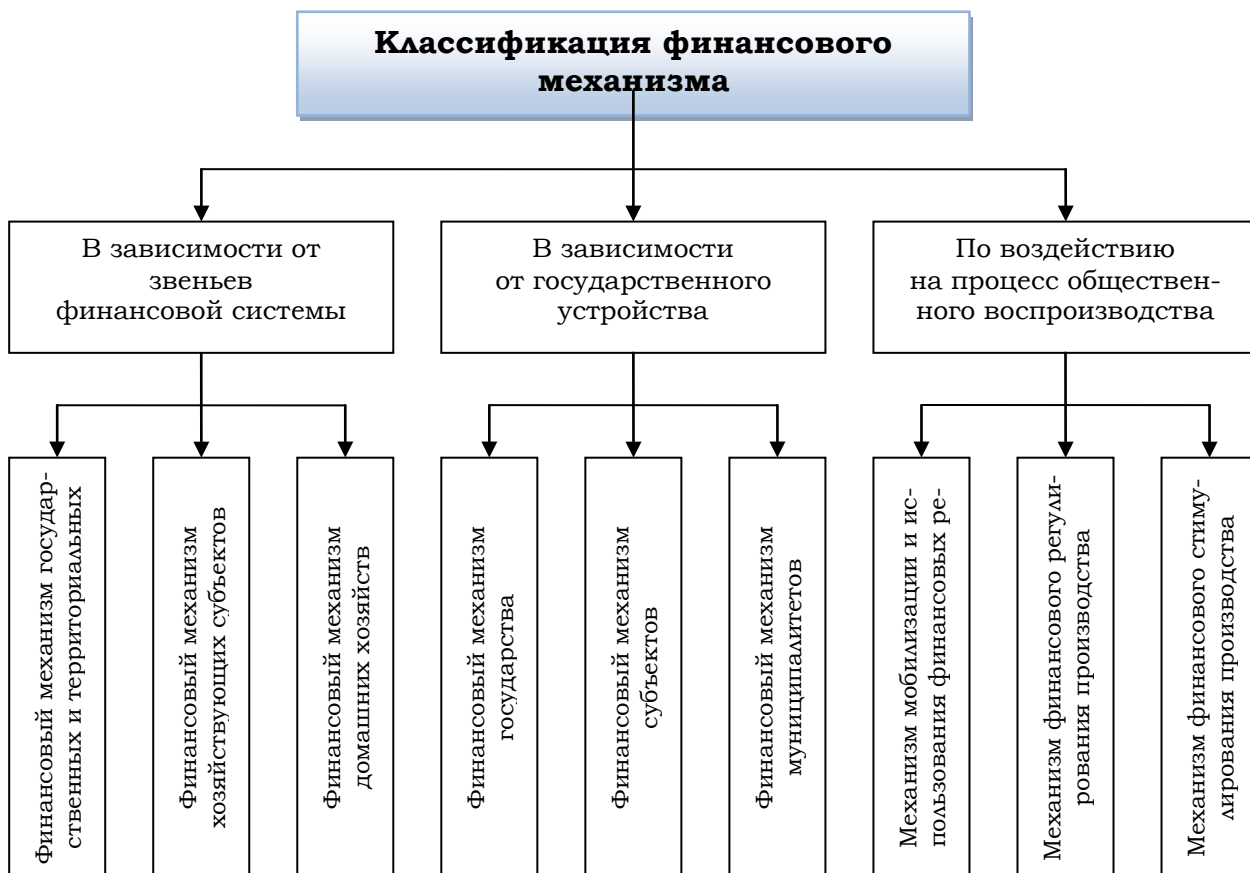 Классификация финансового
механизма
В зависимости от
звеньев
финансовой системы
В зависимости
от государственного
устройства
По воздействию
на процесс обществен-
ного воспроизводства
Финансовый механизм государ-
ственных и территориальных
Финансовый механизм
хозяйствующих субъектов
Финансовый механизм
домашних хозяйств
Финансовый механизм
государства
Финансовый механизм
субъектов
Финансовый механизм
муниципалитетов
Механизм мобилизации и ис-
пользования финансовых ре-
Механизм финансового регули-
рования производства
Механизм финансового стиму-
лирования производства